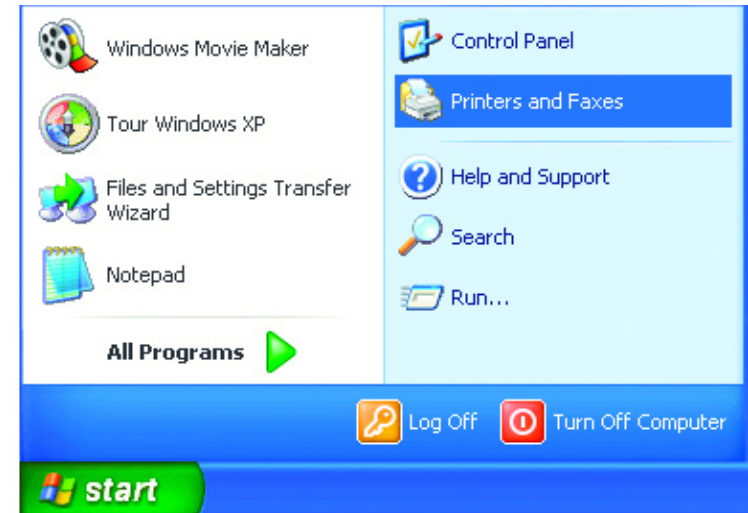 Windows Movie Maker
Tour Windows XP
Files and Settings Transfer
Wizard
Notepad
All Programs
Control Panel
Printers and Faxes
Help and Support
Search
Run...
Log Off
Turn Off Computer
start